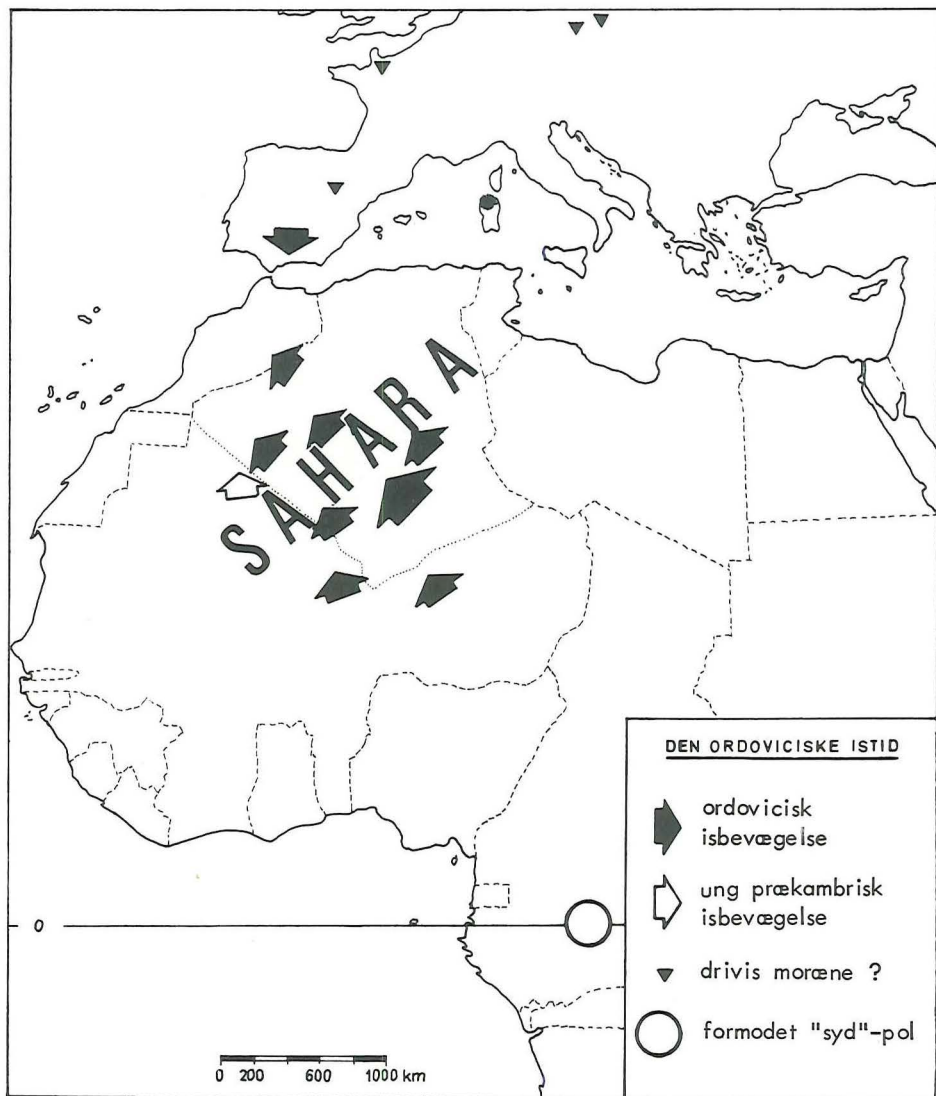 SAHARA
DEN ORDOVICISKE ISTID
ordovicisk
isbevægelse
ung prækambrisk
isbevægelse
drivis moræne ?
formodet "syd"-pol
0
0 200 600 1000 km